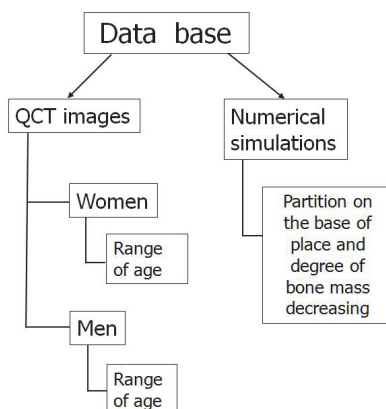 Data base
QCT images
Numerical
simulations
Women
Range
of age
Men
Range
of age
Partition on
the base of
place and
degree of
bone mass
decreasing